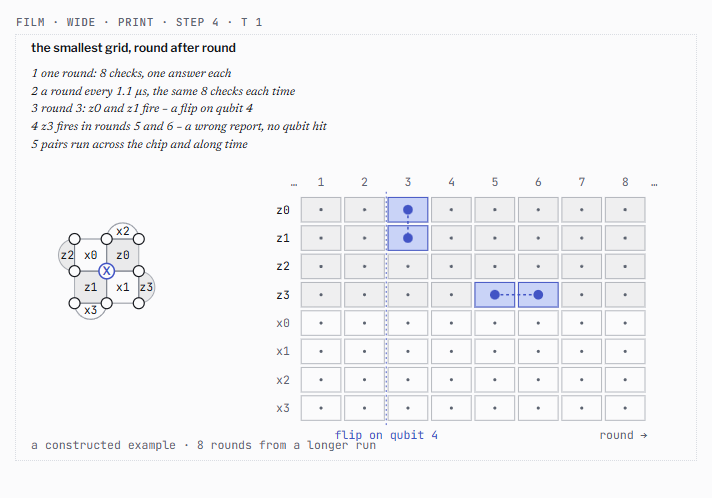 FILM · WIDE · PRINT · STEP 4 · T 1
the smallest grid, round after round
1 one round: 8 checks, one answer each
2 a round every 1.1 µs, the same 8 checks each time
3 round 3: z0 and z1 fire – a flip on qubit 4
4 z3 fires in rounds 5 and 6 – a wrong report, no qubit hit
5 pairs run across the chip and along time
… 1 2 3 4 5 6 7 8 …
z0
z1
z2
z3
x0
x1
x2
x3
x2
z2 x0 z0
X
z1 x1 z3
x3
flip on qubit 4
round →
a constructed example · 8 rounds from a longer run